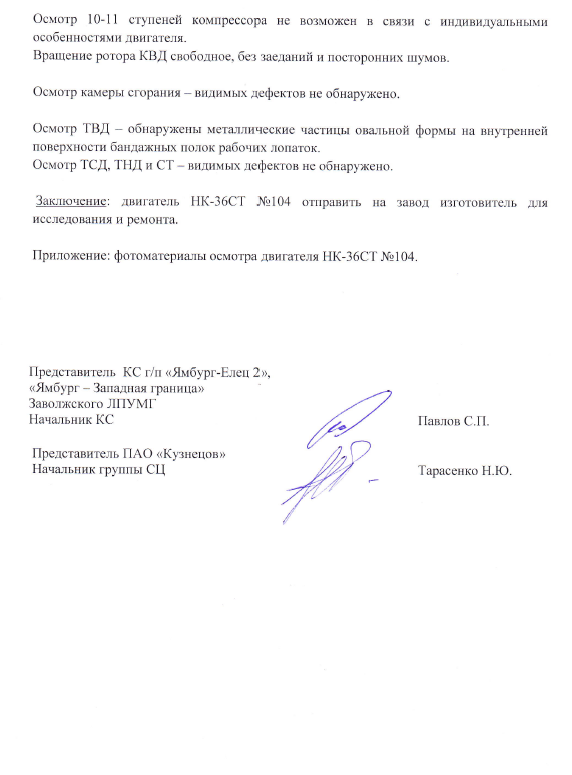 Осмотр 10-11 ступеней компрессора не возможен в связи с индивидуальными
особенностями двигателя.
Вращение ротора КВД свободное, без заеданий и посторонних шумов.
Осмотр камеры сгорания – видимых дефектов не обнаружено.
Осмотр ТВД – обнаружены металлические частицы овальной формы на внутренней
поверхности бандажных полок рабочих лопаток.
Осмотр ТСД, ТНД и СТ – видимых дефектов не обнаружено.
Заключение: двигатель НК-36СТ №104 отправить на завод изготовитель для
исследования и ремонта.
Приложение: фотоматериалы осмотра двигателя НК-36СТ №104.
Представитель КС г/п «Ямбург-Елец 2»,
«Ямбург – Западная граница»
Заволжского ЛПУМГ
Начальник КС Павлов С.П.
Представитель ПАО «Кузнецов»
Начальник группы СЦ Тарасенко Н.Ю.